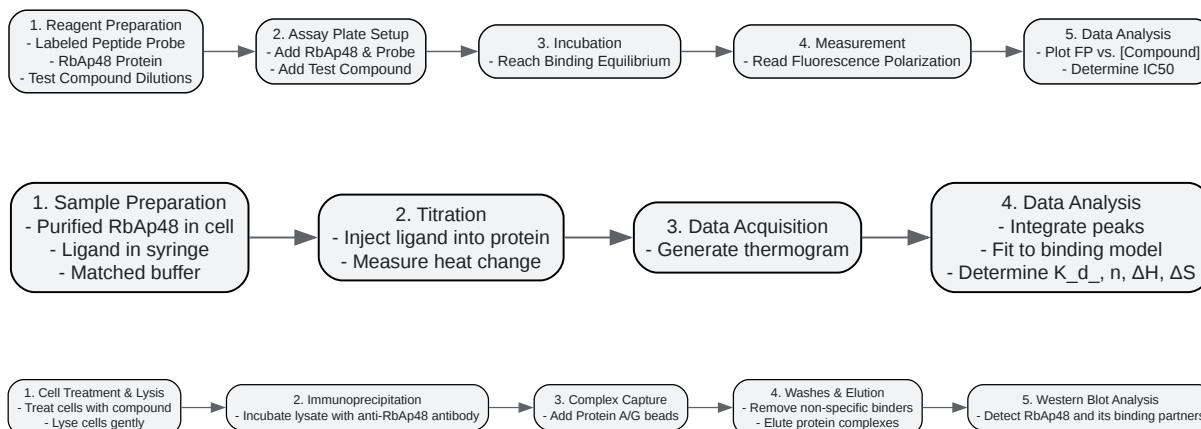 1. Reagent Preparation
- Labeled Peptide Probe
- RbAp48 Protein
- Test Compound Dilutions
2. Assay Plate Setup
- Add RbAp48 & Probe
- Add Test Compound
3. Incubation
- Reach Binding Equilibrium
4. Measurement
- Read Fluorescence Polarization
5. Data Analysis
- Plot FP vs. [Compound]
- Determine IC50
1. Sample Preparation
- Purified RbAp48 in cell
- Ligand in syringe
- Matched buffer
2. Titration
- Inject ligand into protein
- Measure heat change
3. Data Acquisition
- Generate thermogram
4. Data Analysis
- Integrate peaks
- Fit to binding model
- Determine K_d_, n, ΔH, ΔS
1. Cell Treatment & Lysis
- Treat cells with compound
- Lyse cells gently
2. Immunoprecipitation
- Incubate lysate with anti-RbAp48 antibody
3. Complex Capture
- Add Protein A/G beads
4. Washes & Elution
- Remove non-specific binders
- Elute protein complexes
5. Western Blot Analysis
- Detect RbAp48 and its binding partners